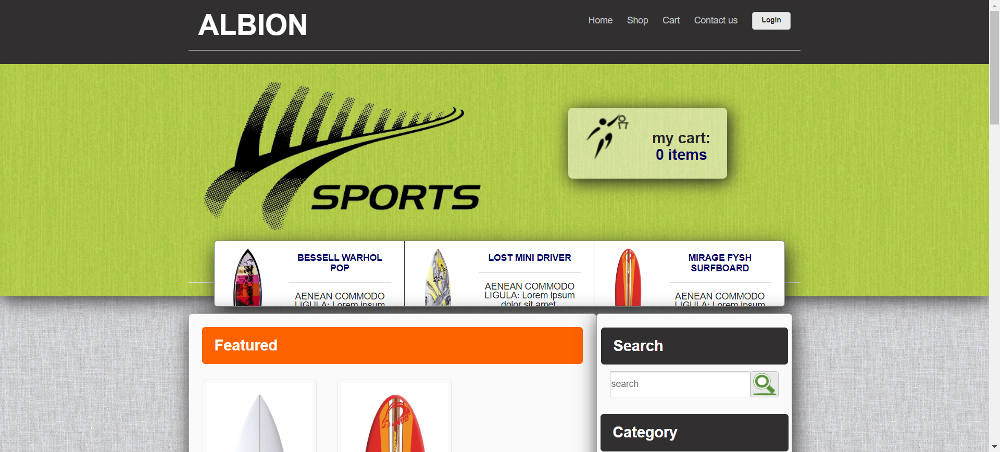 ALBION
Home
Shop
Cart
Contact us
Login
SPORTS
my cart:
0 items
BESSELL WARHOL
POP
AENEAN COMMODO
LIGULA: Lorem ipsum
LOST MINI DRIVER
AENEAN COMMODO
LIGULA: Lorem ipsum
dolor sit amet
MIRAGE FYSH
SURFBOARD
AENEAN COMMODO
LIGULA: Lorem ipsum
Featured
Search
search
Category